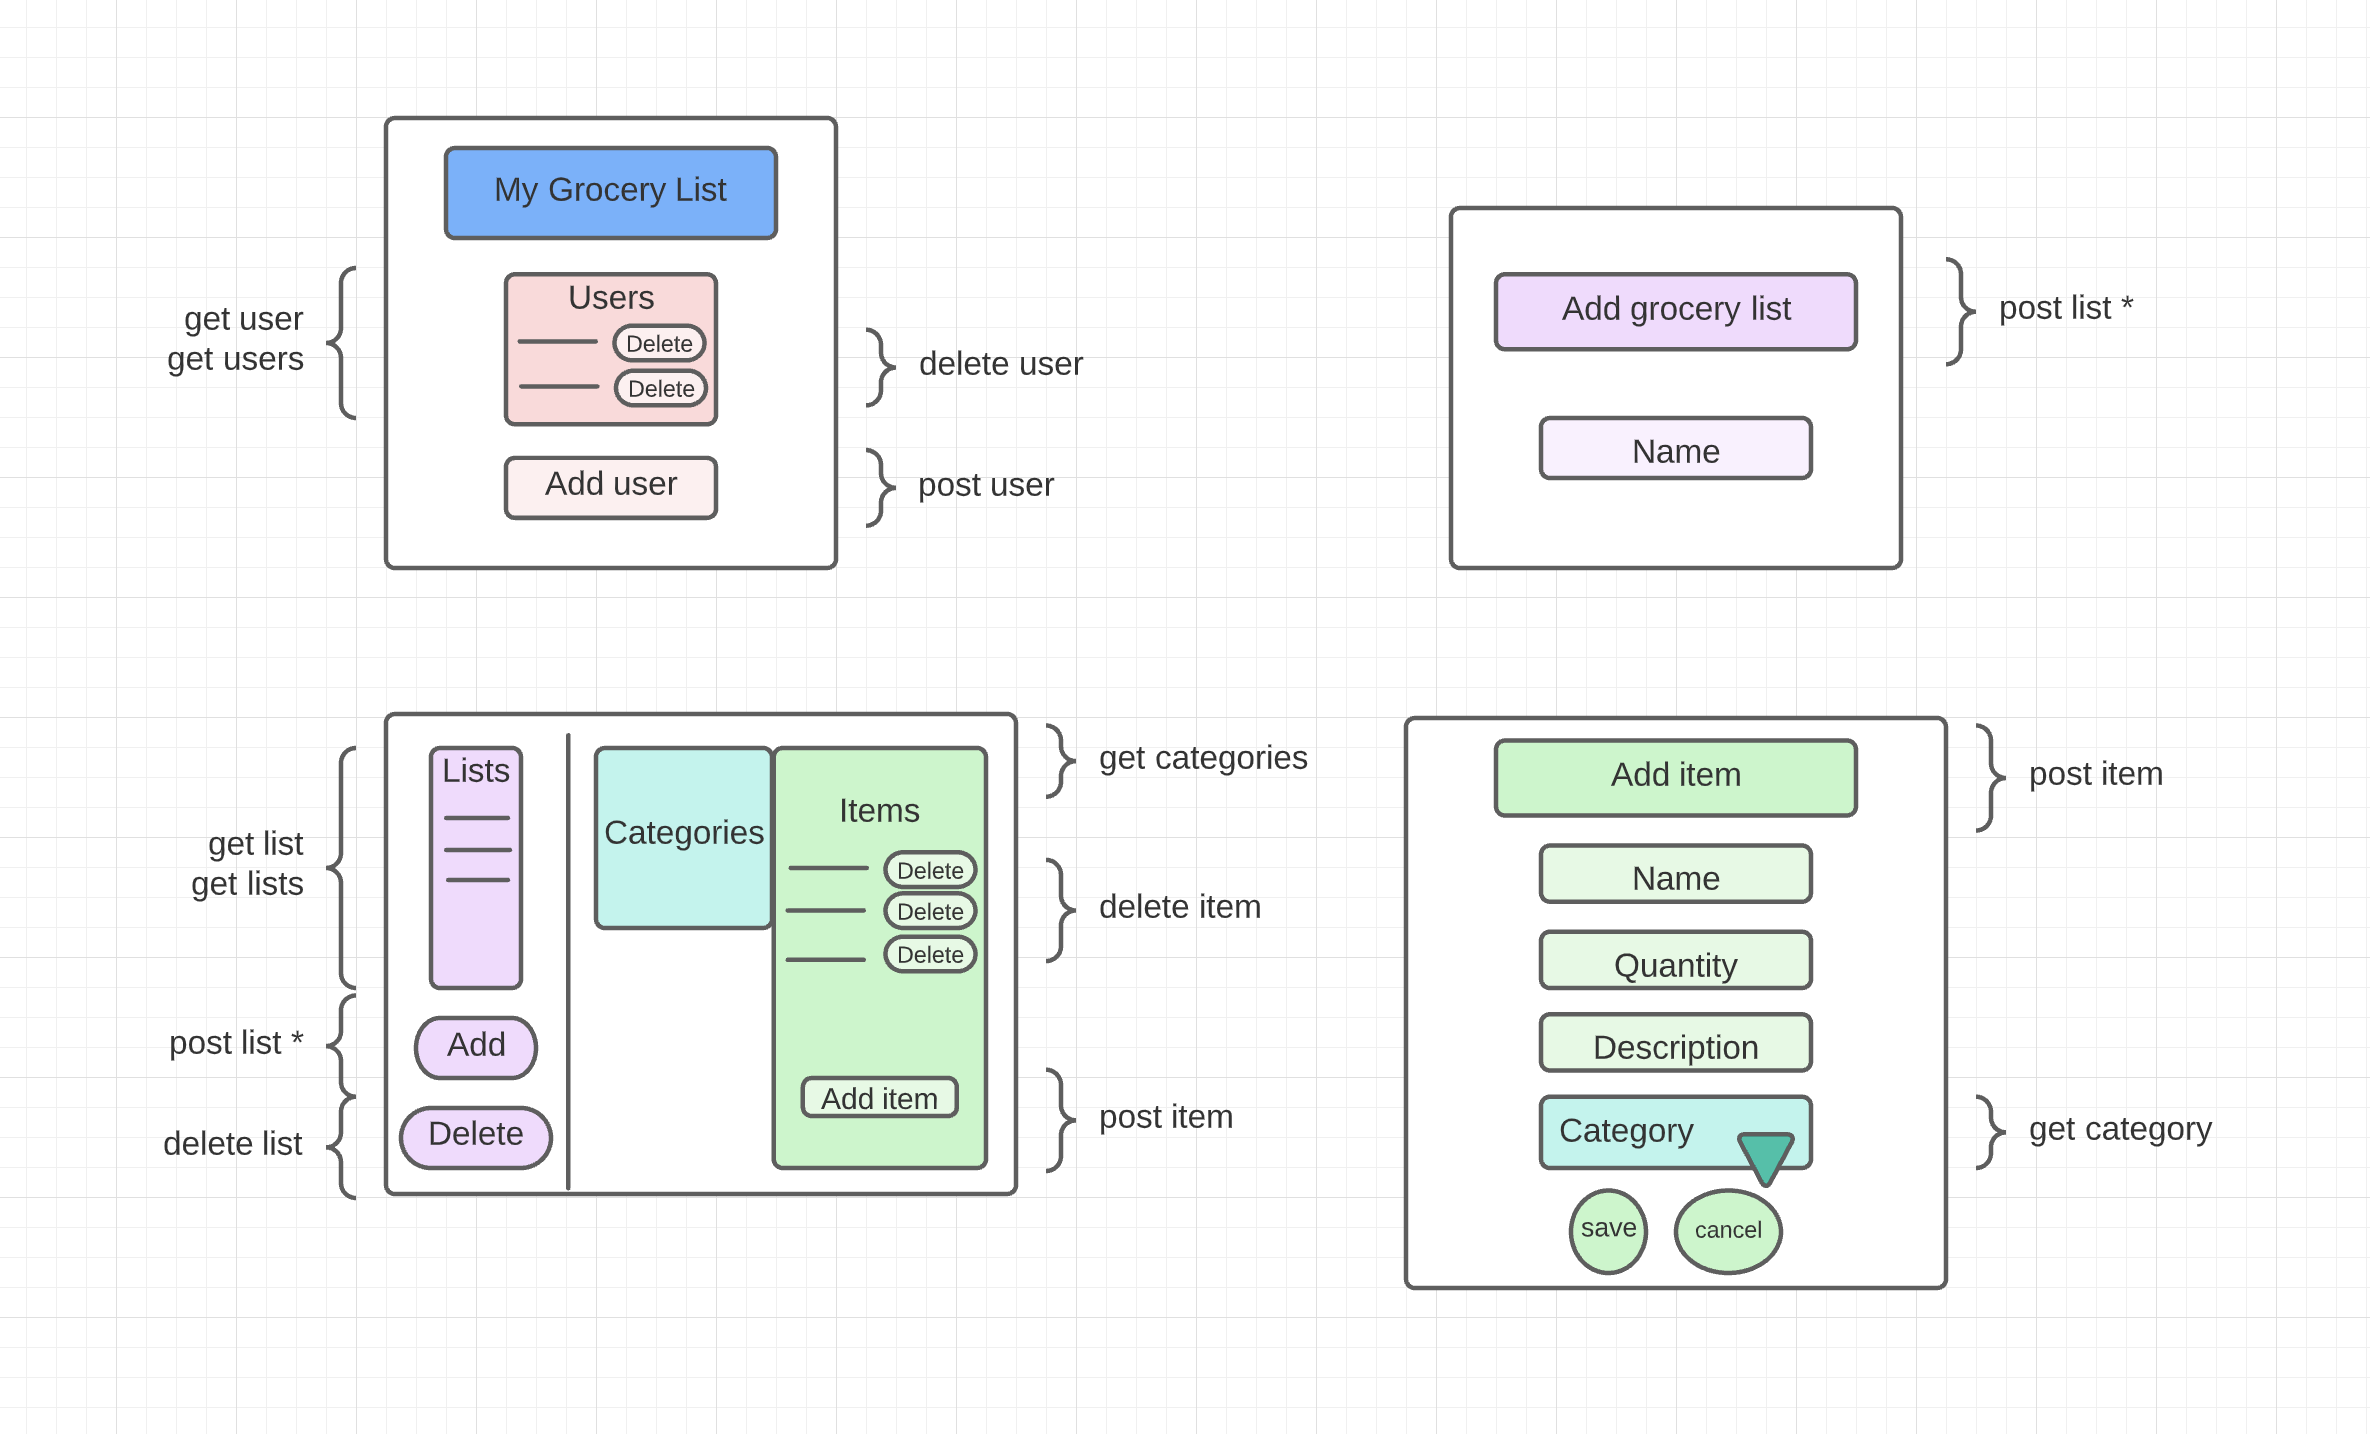 My Grocery List
get user
get users
Users
Delete
Delete
delete user
Add user
post user
Add grocery list
post list *
Name
get list
get lists
Lists
post list *
Add
delete list
Delete
Categories
get categories
Items
Delete
Delete
Delete
delete item
Add item
post item
Add item
post item
Name
Quantity
Description
Category
get category
save
cancel